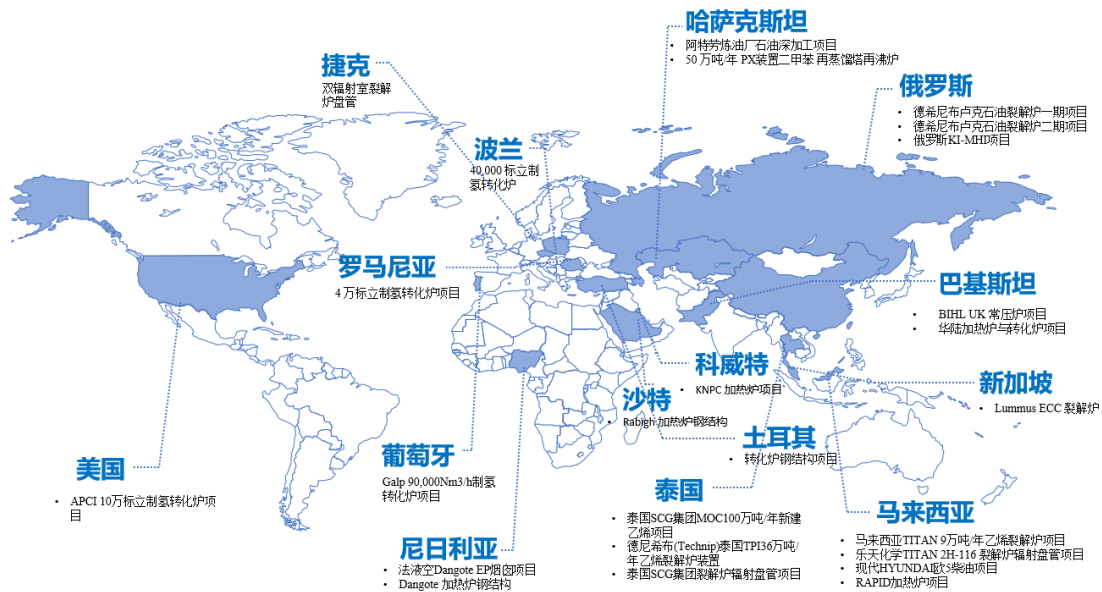 哈萨克斯坦
• 阿特劳炼油厂石油深加工项目
• 50 万吨/年 PX装置二甲苯 再蒸馏塔再沸炉
捷克
双辐射室裂解
炉盘管
俄罗斯
• 德希尼布卢克石油裂解炉一期项目
• 德希尼布卢克石油裂解炉二期项目
• 俄罗斯KI-MHI项目
波兰
40,000 标立制
氢转化炉
罗马尼亚
4 万标立制氢转化炉项目
巴基斯坦
• BIHL UK 常压炉项目
• 华陆加热炉与转化炉项目
科威特
• KNPC 加热炉项目
新加坡
• Lummus ECC 裂解炉
沙特
• Rabigh 加热炉钢结构
土耳其
• 转化炉钢结构项目
美国
• APCI 10万标立制氢转化炉项
目
葡萄牙
Galp 90,000Nm3/h制氢
转化炉项目
泰国
• 泰国SCG集团MOC100万吨/年新建
乙烯项目
• 德尼希布(Technip)泰国TPI36万吨/
年乙烯裂解炉装置
• 泰国SCG集团裂解炉辐射盘管项目
马来西亚
• 马来西亚TITAN 9万吨/年乙烯裂解炉项目
• 乐天化学TITAN 2H-116 裂解炉辐射盘管项目
• 现代HYUNDAI欧5柴油项目
• RAPID加热炉项目
尼日利亚
• 法液空Dangote EP烟囱项目
• Dangote 加热炉钢结构